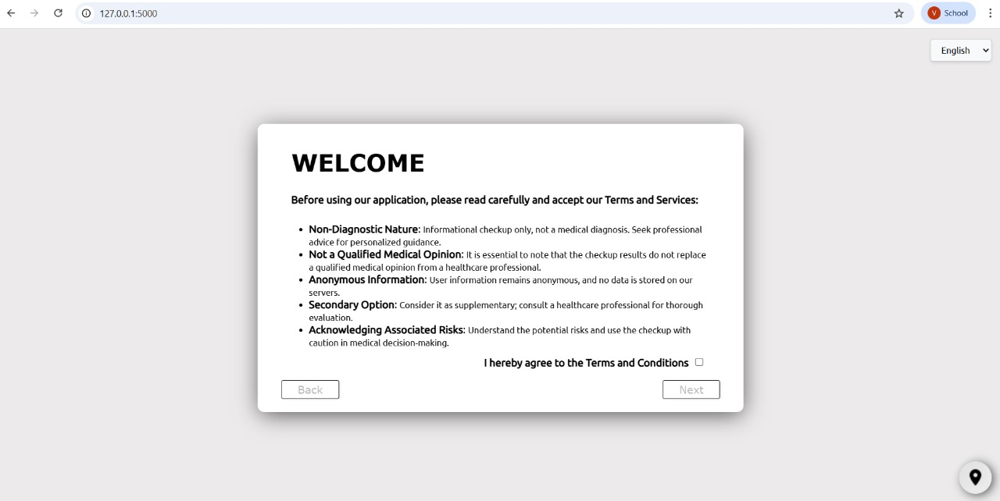 127.0.0.1:5000
V School
English
WELCOME
Before using our application, please read carefully and accept our Terms and Services:
• Non-Diagnostic Nature: Informational checkup only, not a medical diagnosis. Seek professional
advice for personalized guidance.
• Not a Qualified Medical Opinion: It is essential to note that the checkup results do not replace
a qualified medical opinion from a healthcare professional.
• Anonymous Information: User information remains anonymous, and no data is stored on our
servers.
• Secondary Option: Consider it as supplementary; consult a healthcare professional for thorough
evaluation.
• Acknowledging Associated Risks: Understand the potential risks and use the checkup with
caution in medical decision-making.
I hereby agree to the Terms and Conditions
Back
Next